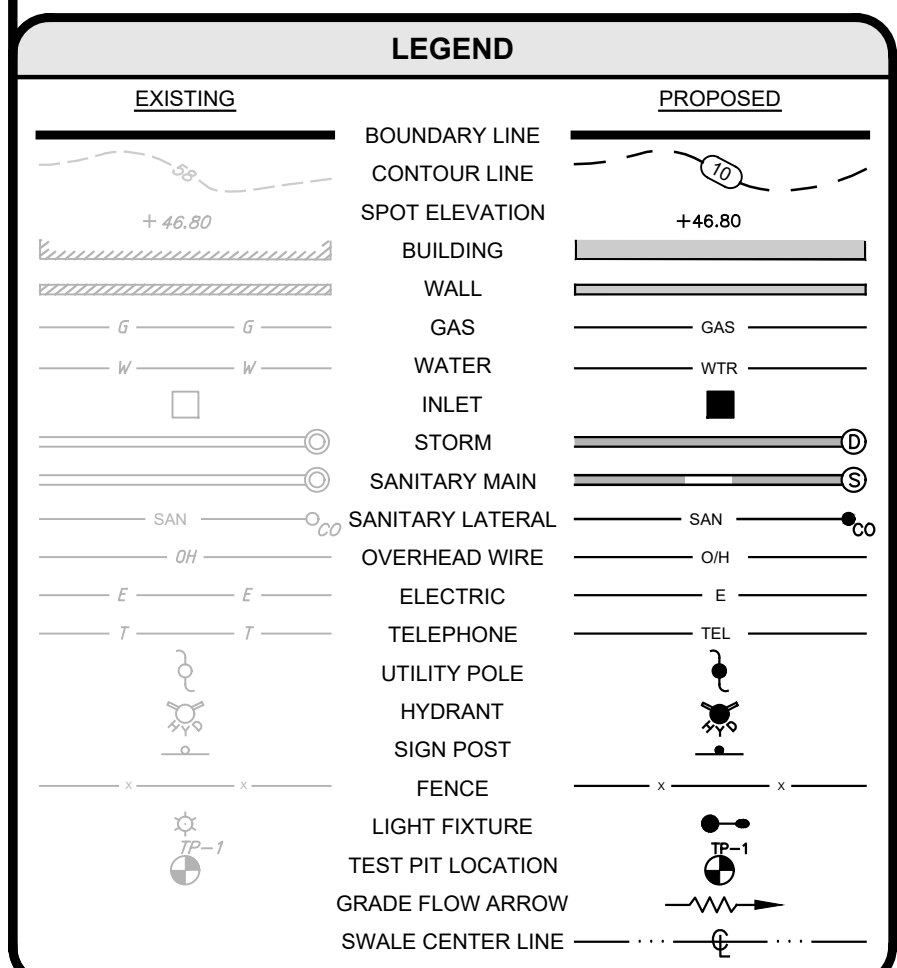 LEGEND
EXISTING PROPOSED
BOUNDARY LINE
58 CONTOUR LINE 10
+ 46.80 SPOT ELEVATION +46.80
BUILDING
WALL
G G GAS GAS
W W WATER WTR
INLET
STORM D
SANITARY MAIN S
SAN CO SANITARY LATERAL SAN CO
OH OVERHEAD WIRE O/H
E E ELECTRIC E
T T TELEPHONE TEL
UTILITY POLE
HYD HYDRANT HYD
SIGN POST
x x FENCE x x
LIGHT FIXTURE
TP-1 TEST PIT LOCATION TP-1
GRADE FLOW ARROW
SWALE CENTER LINE ℄